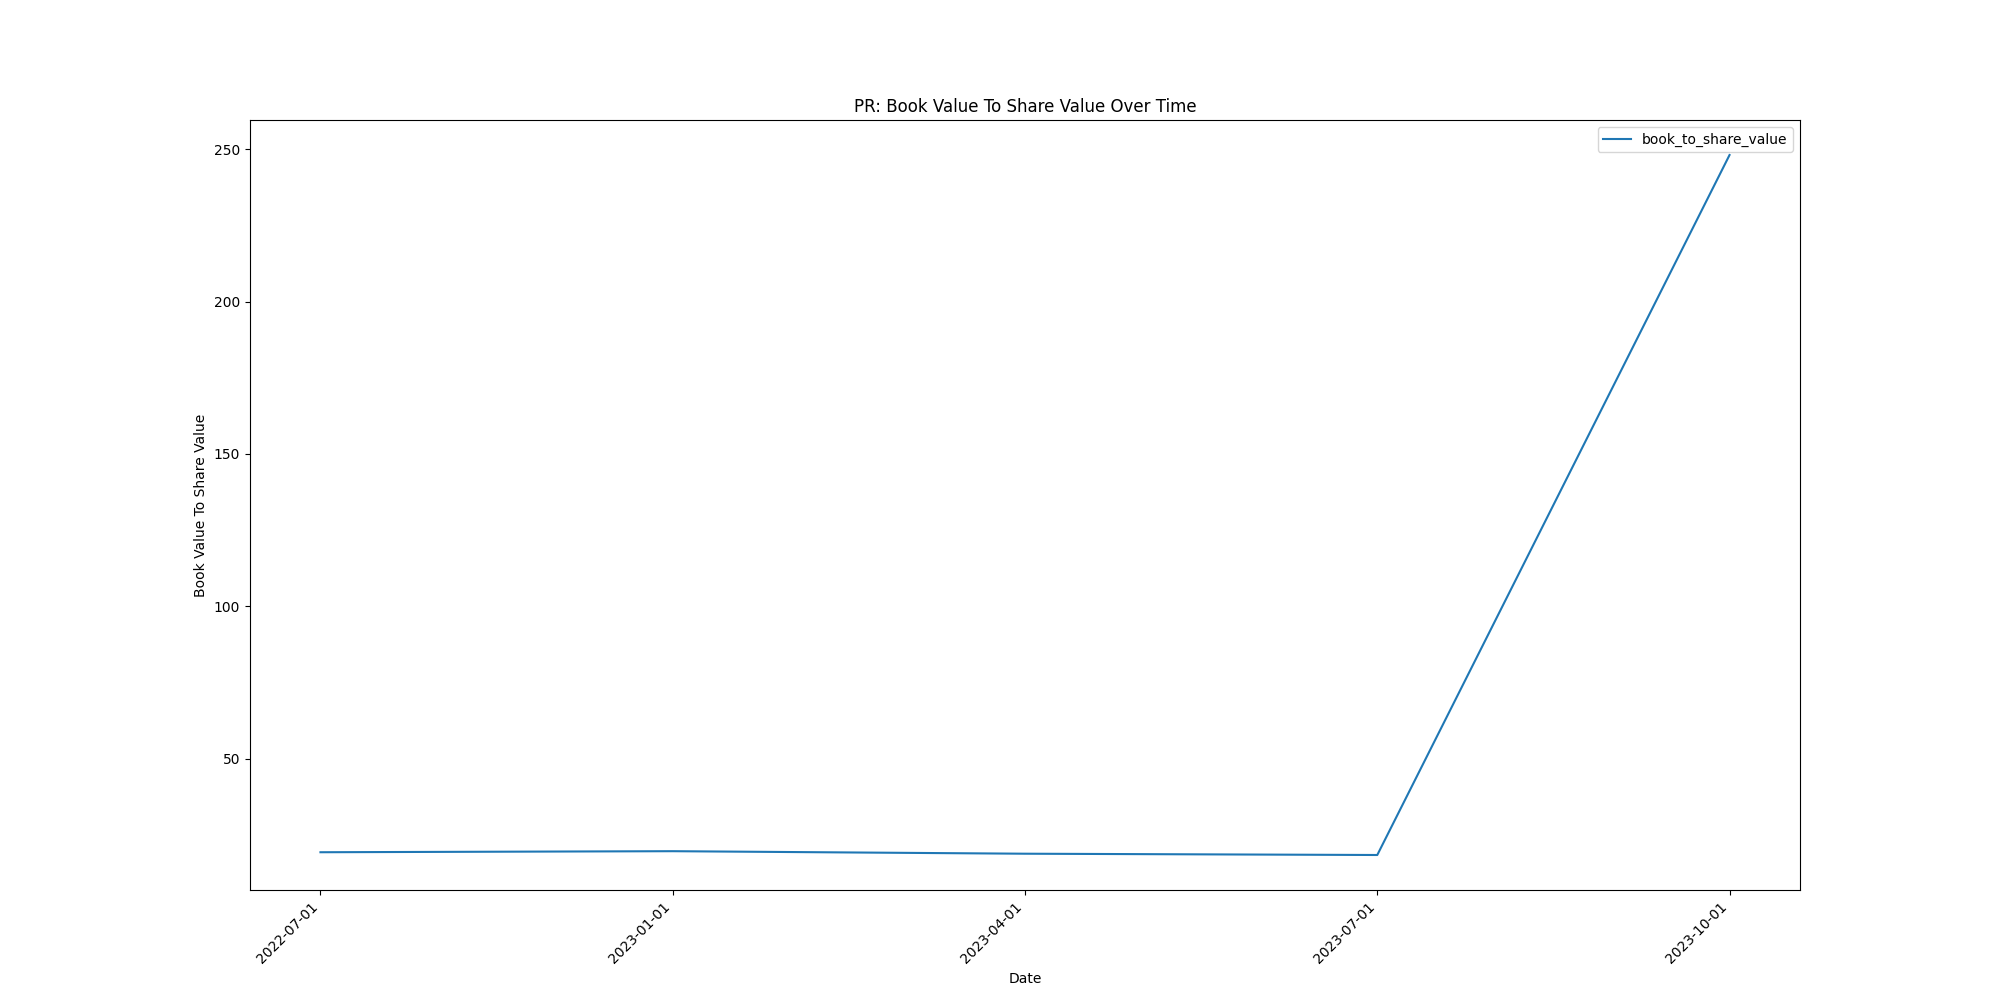 PR: Book Value To Share Value Over Time
book_to_share_value
250
200
150
100
50
Book Value To Share Value
2022-07-01
2023-01-01
2023-04-01
2023-07-01
2023-10-01
Date